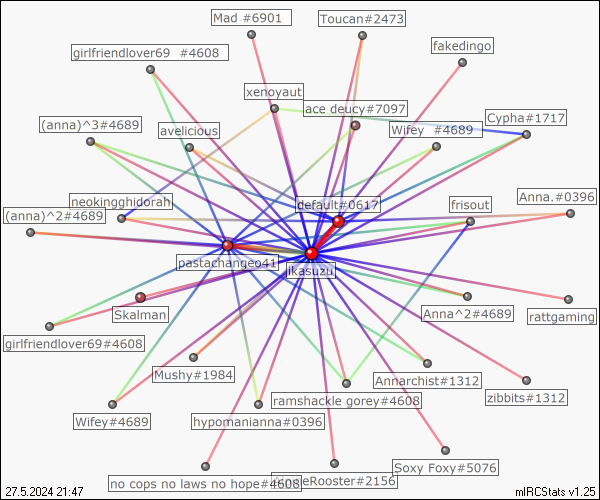 Mad #6901
Toucan#2473
fakedingo
girlfriendlover69 #4608
xenoyaut
ace deucy#7097
Cypha#1717
(anna)^3#4689
avelicious
Wifey #4689
neokingghidorah
default#0617
frisout
Anna.#0396
(anna)^2#4689
pastachangeo41
ikasuzu
Skalman
Anna^2#4689
rattgaming
girlfriendlover69#4608
Mushy#1984
Annarchist#1312
zibbits#1312
ramshackle gorey#4608
Wifey#4689
hypomanianna#0396
Soxy Foxy#5076
no cops no laws no hope#4608
Rooster#2156
27.5.2024 21:47
mIRCStats v1.25